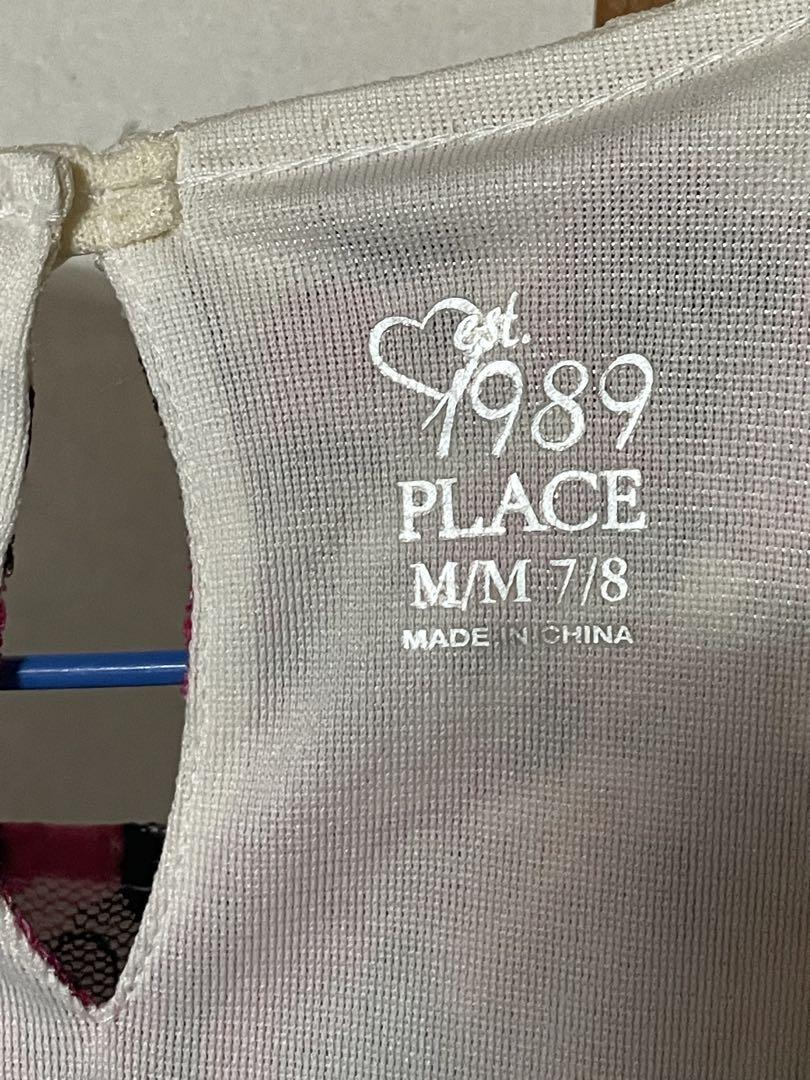 est.
1989
PLACE
M/M 7/8
MADE IN CHINA